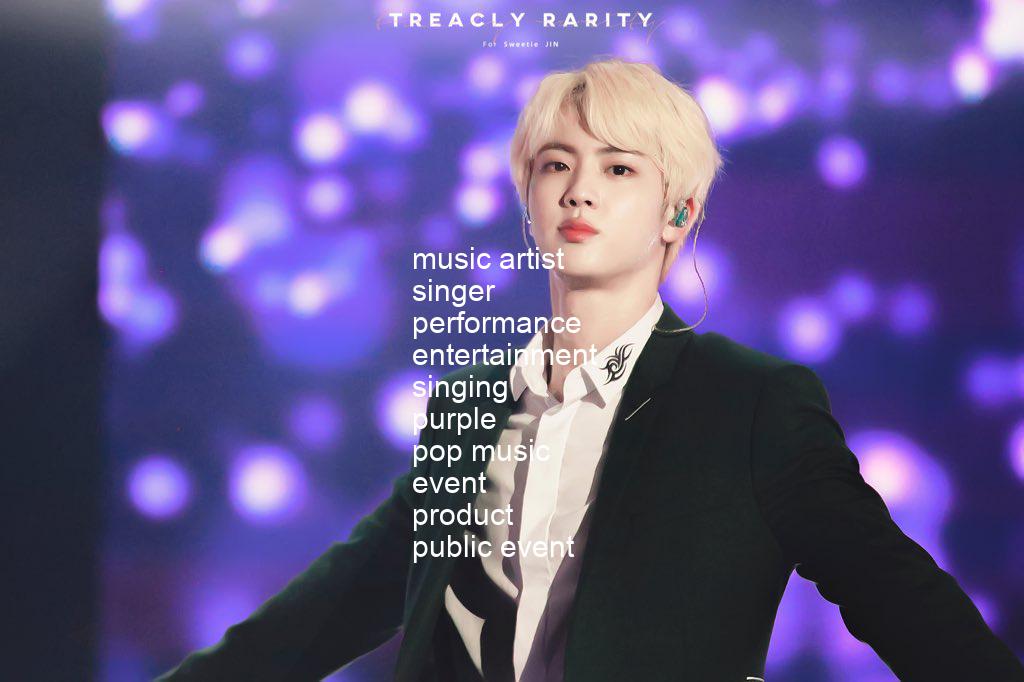 TREACLY RARITY
For Sweetie JIN
music artist
singer
performance
entertainment
singing
purple
pop music
event
product
public event